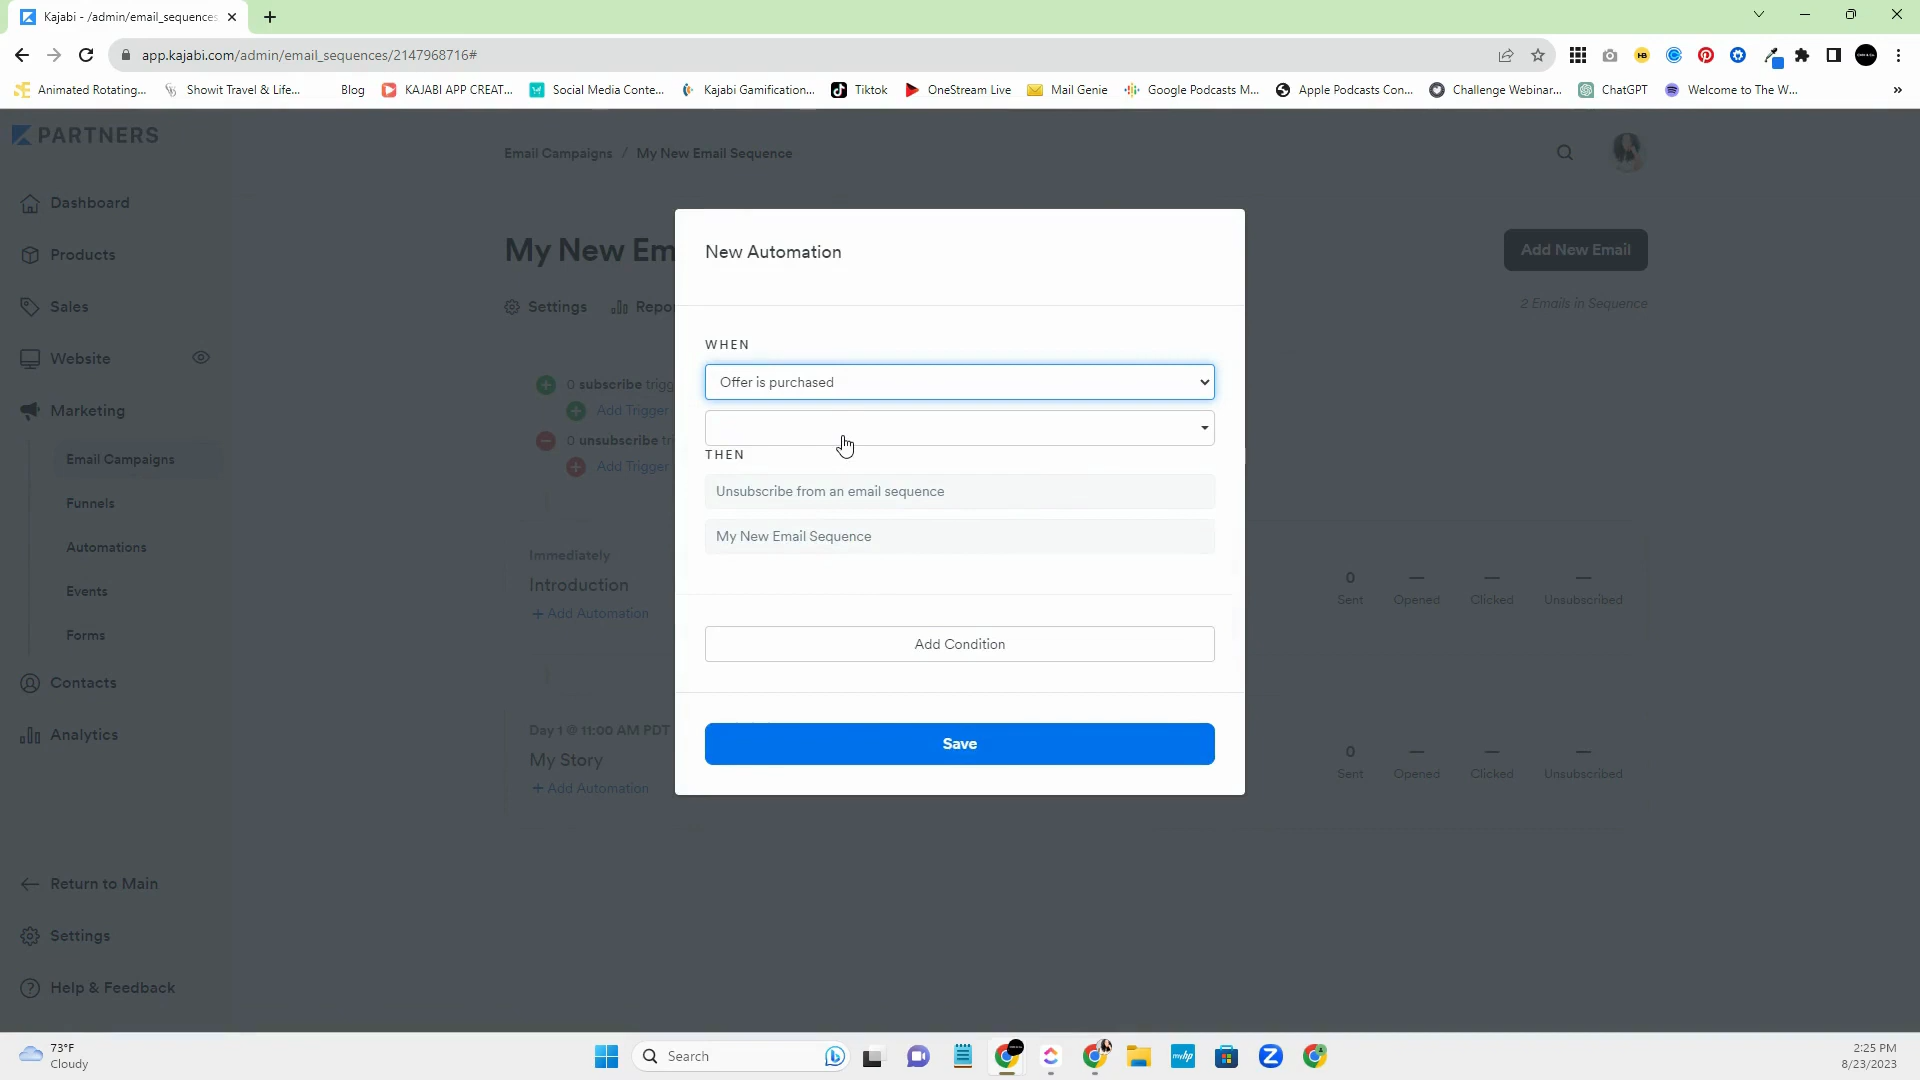 Kajabi - /admin/email_sequences
app.kajabi.com/admin/email_sequences/2147968716#
Animated Rotating...
Showit Travel & Life...
Blog
KAJABI APP CREAT...
Social Media Conte...
Kajabi Gamification...
Tiktok
OneStream Live
Mail Genie
Google Podcasts M...
Apple Podcasts Con...
Challenge Webinar...
ChatGPT
Welcome to The W...
»
PARTNERS
Dashboard
Products
Sales
Website
Marketing
Email Campaigns
Funnels
Automations
Events
Forms
Contacts
Analytics
Return to Main
Settings
Help & Feedback
Email Campaigns / My New Email Sequence
My New Em
Add New Email
Settings
Repo
2 Emails in Sequence
0 subscribe trigg
Add Trigger
0 unsubscribe tri
Add Trigger
Immediately
Introduction
+ Add Automation
0 — — —
Sent Opened Clicked Unsubscribed
Day 1 @ 11:00 AM PDT
My Story
+ Add Automation
0 — — —
Sent Opened Clicked Unsubscribed
New Automation
WHEN
Offer is purchased
THEN
Unsubscribe from an email sequence
My New Email Sequence
Add Condition
Save
73°F
Cloudy
Search
myhp
2:25 PM
8/23/2023